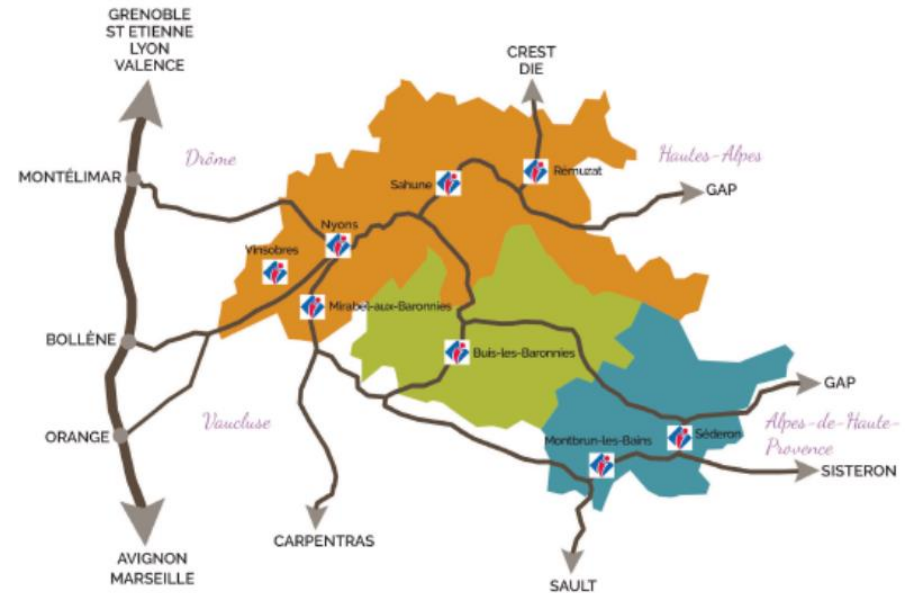 GRENOBLE
ST ETIENNE
LYON
VALENCE
CREST
DIE
Drôme
Hautes-Alpes
MONTÉLIMAR
Sahune
Rémuzat
GAP
Nyons
Vinsobres
Mirabel-aux-Baronnies
BOLLÈNE
Buis-les-Baronnies
GAP
Vaucluse
Alpes-de-Haute-
Provence
ORANGE
Montbrun-les-Bains
Séderon
SISTERON
CARPENTRAS
AVIGNON
MARSEILLE
SAULT